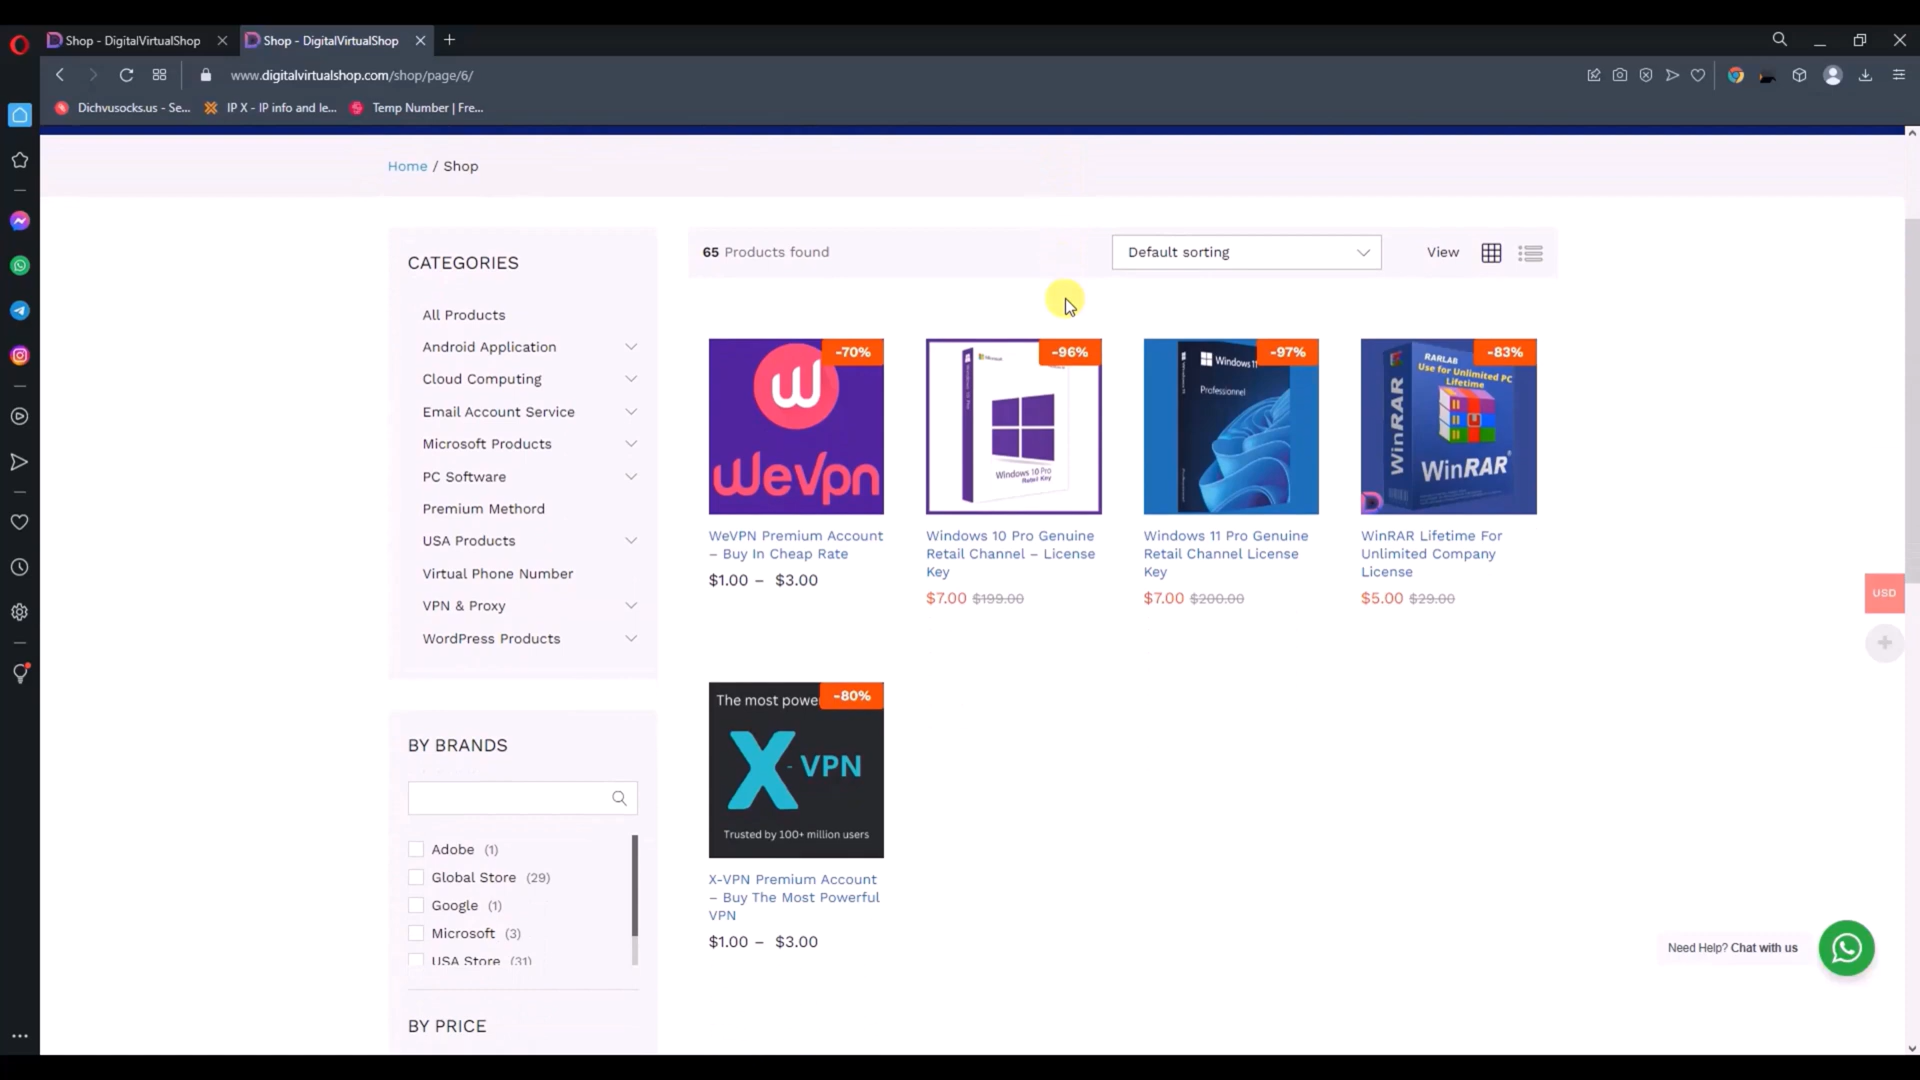 Shop - DigitalVirtualShop
Shop - DigitalVirtualShop
www.digitalvirtualshop.com/shop/page/6/
Dichvusocks.us - Se...
IP X - IP info and le...
Temp Number | Fre...
Home / Shop
CATEGORIES
All Products
Android Application
Cloud Computing
Email Account Service
Microsoft Products
PC Software
Premium Methord
USA Products
Virtual Phone Number
VPN & Proxy
WordPress Products
BY BRANDS
Adobe (1)
Global Store (29)
Google (1)
Microsoft (3)
USA Store (31)
BY PRICE
65 Products found
Default sorting
View
-70%
W
wevpn
WeVPN Premium Account
– Buy In Cheap Rate
$1.00 – $3.00
-96%
Microsoft
Windows 10 Pro
Retail Key
Windows 10 Pro Genuine
Retail Channel – License
Key
$7.00 $199.00
-97%
Windows 11
Professionnel
Windows 11 Pro Genuine
Retail Channel License
Key
$7.00 $200.00
-83%
RARLAB
Use for Unlimited PC
Lifetime
WinRAR
WinRAR
WinRAR Lifetime For
Unlimited Company
License
$5.00 $29.00
The most powe
-80%
X - VPN
Trusted by 100+ million users
X-VPN Premium Account
– Buy The Most Powerful
VPN
$1.00 – $3.00
USD
Need Help? Chat with us